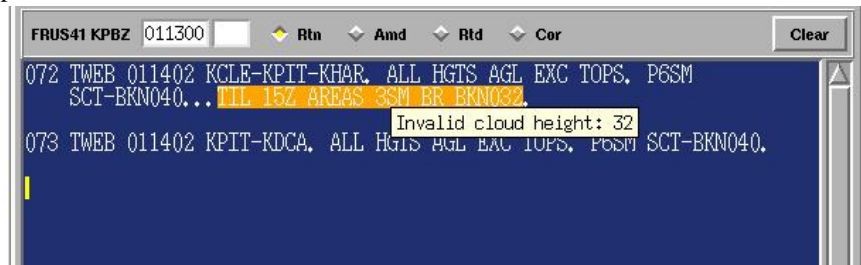 FRUS41 KPBZ 011300 Rtn Amd Rtd Cor Clear
072 TWEB 011402 KCLE-KPIT-KHAR. ALL HGTS AGL EXC TOPS. P6SM
SCT-BKN040...TIL 15Z AREAS 3SM BR BKN032.
Invalid cloud height: 32
073 TWEB 011402 KPIT-KDCA. ALL HGTS AGL EXC TOPS. P6SM SCT-BKN040.